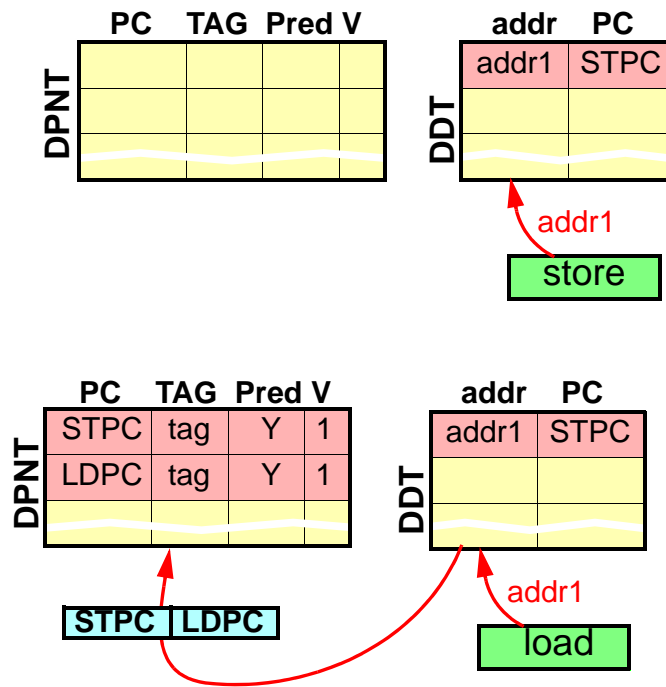 PC TAG Pred V
addr PC
DPNT
DDT
addr1 STPC
addr1
store
PC TAG Pred V
addr PC
DPNT
STPC tag Y 1
LDPC tag Y 1
DDT
addr1 STPC
addr1
STPC LDPC
load